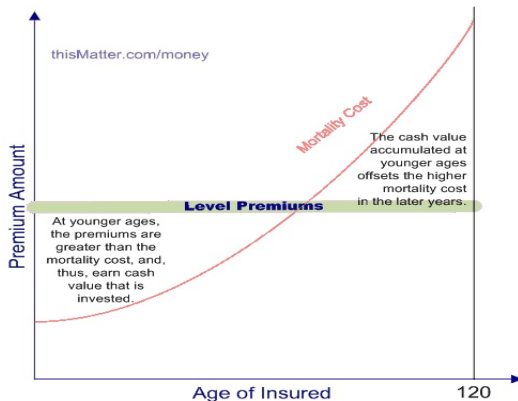 thisMatter.com/money
Mortality Cost
The cash value
accumulated at
younger ages
offsets the higher
mortality cost
in the later years.
Premium Amount
Level Premiums
At younger ages,
the premiums are
greater than the
mortality cost, and,
thus, earn cash
value that is
invested.
Age of Insured
120